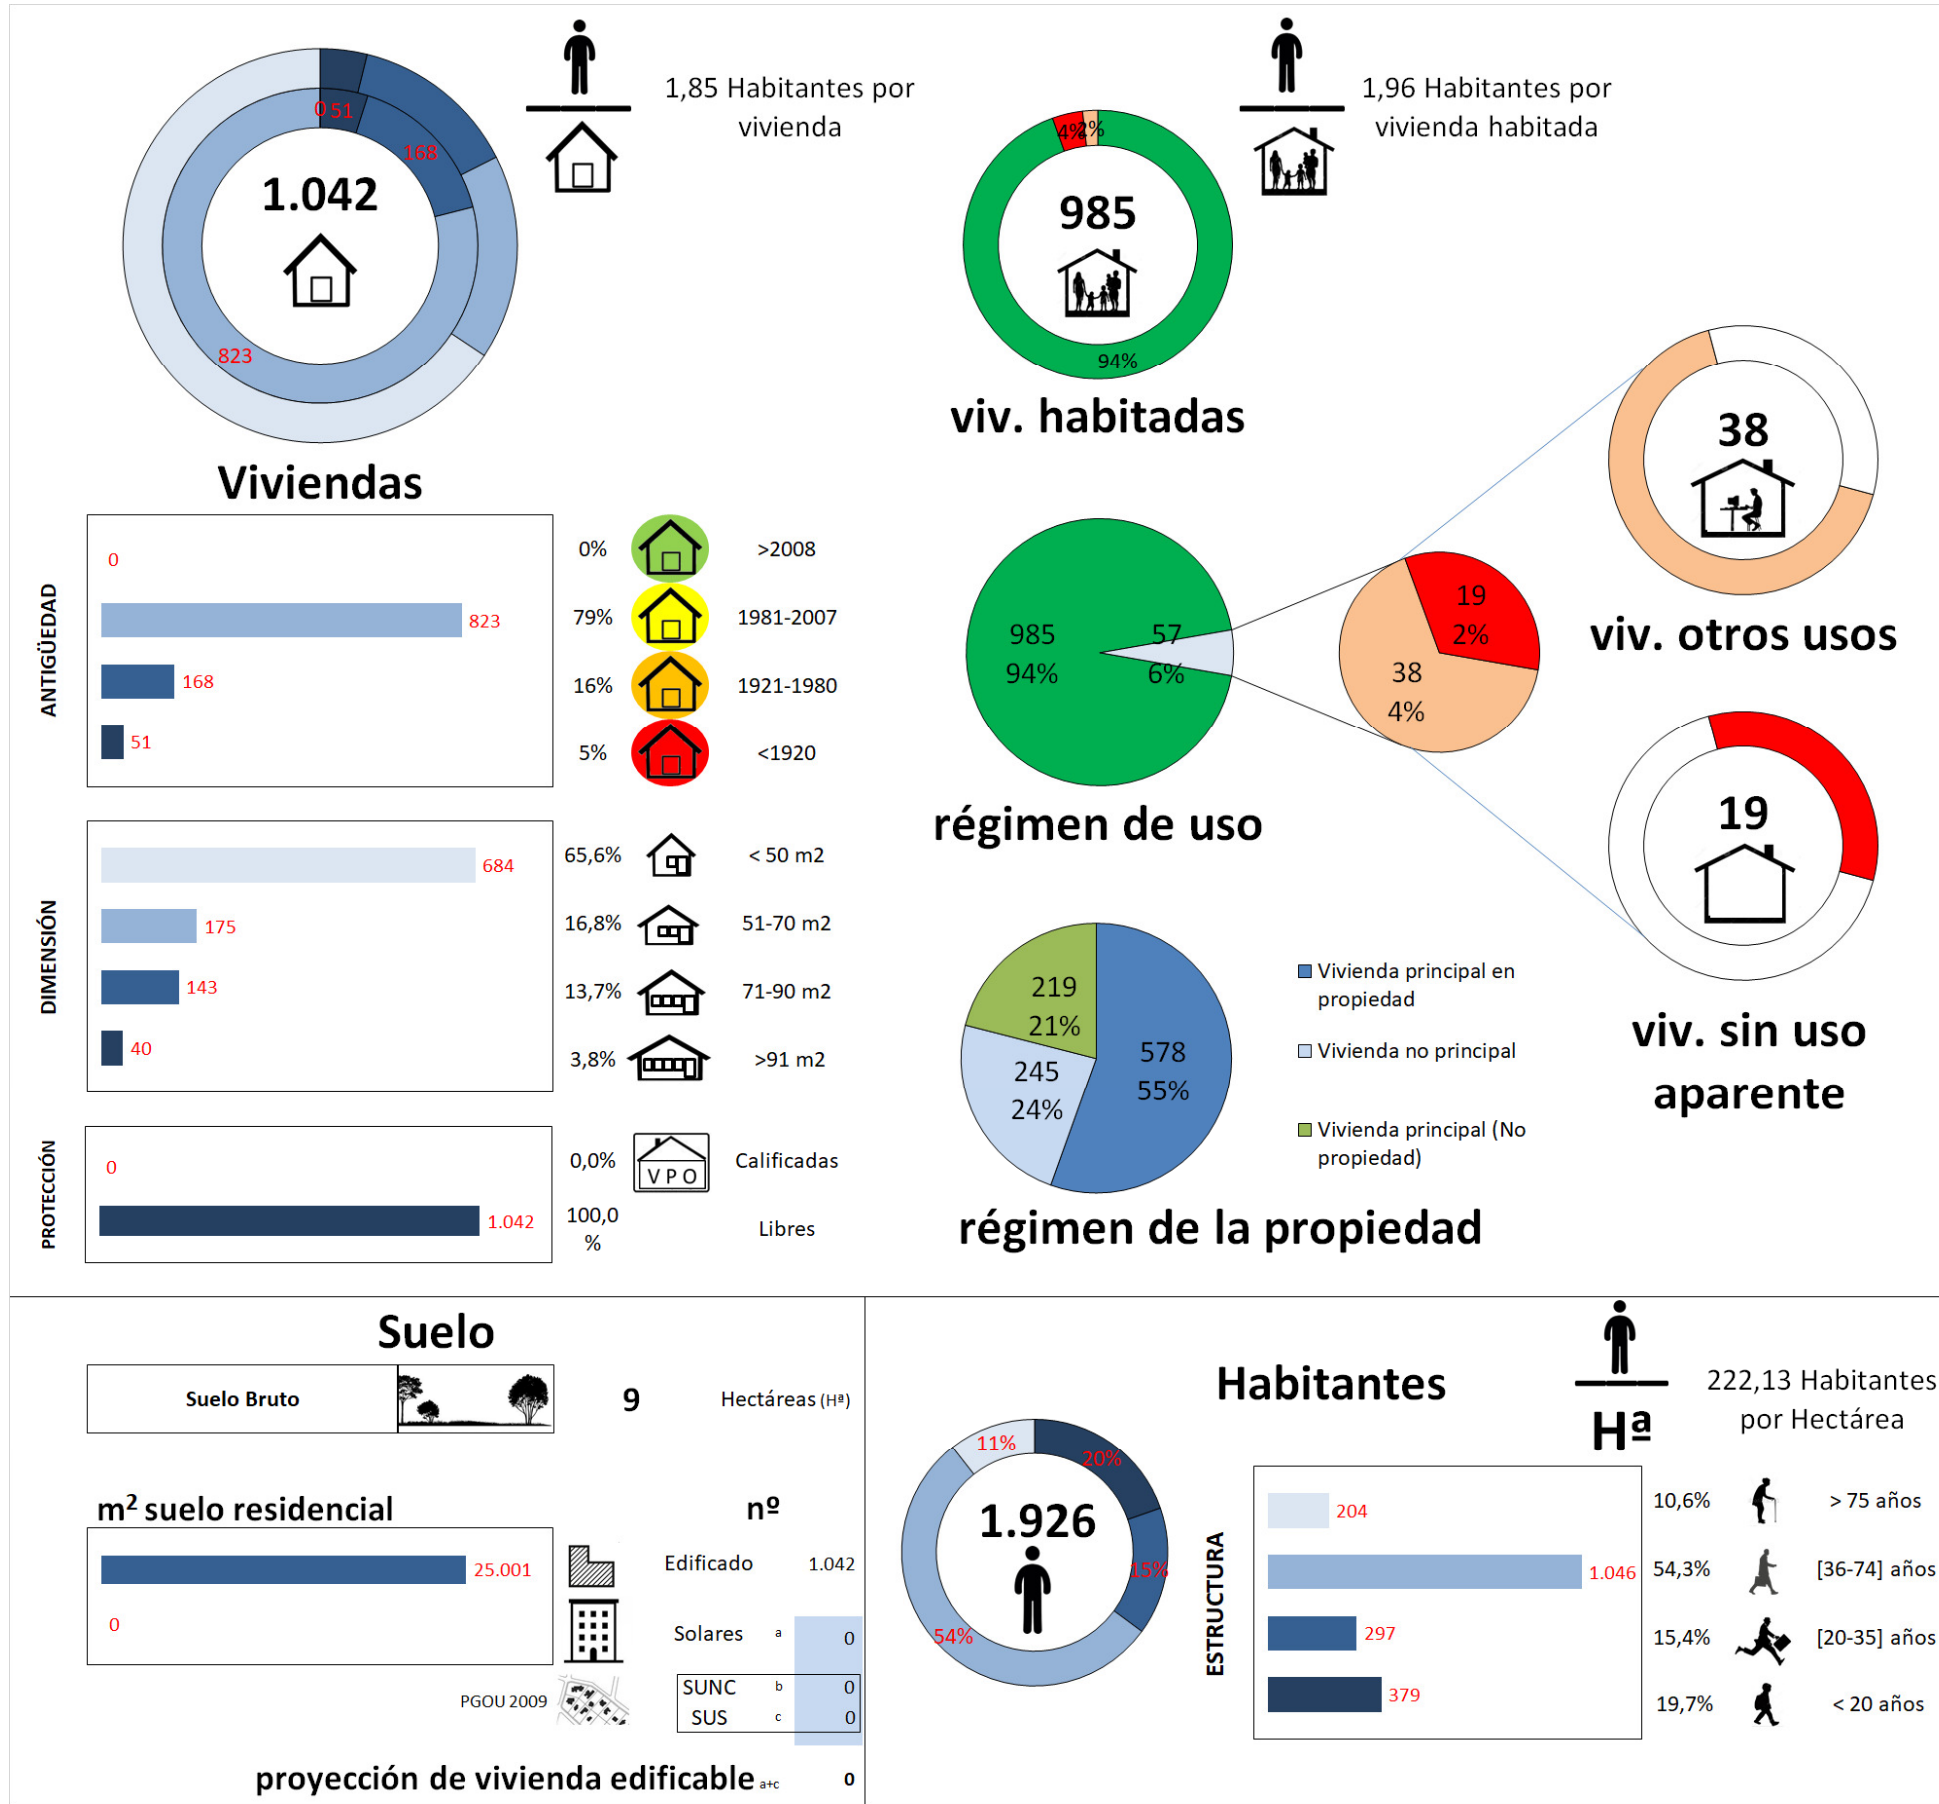 0
51
168
823
1.042
Viviendas
1,85 Habitantes por
vivienda
4%
2%
94%
985
viv. habitadas
1,96 Habitantes por
vivienda habitada
ANTIGÜEDAD
0
0%
>2008
823
79%
1981-2007
168
16%
1921-1980
51
5%
<1920
DIMENSIÓN
684
65,6%
< 50 m2
175
16,8%
51-70 m2
143
13,7%
71-90 m2
40
3,8%
>91 m2
PROTECCIÓN
0
0,0%
VPO
Calificadas
1.042
100,0
%
Libres
985
94%
57
6%
19
2%
38
4%
régimen de uso
38
viv. otros usos
19
viv. sin uso
aparente
219
21%
245
24%
578
55%
Vivienda principal en
propiedad
Vivienda no principal
Vivienda principal (No
propiedad)
régimen de la propiedad
Suelo
Suelo Bruto
9
Hectáreas (Hª)
m² suelo residencial
nº
25.001
Edificado
1.042
0
Solares a
0
PGOU 2009
SUNC b
0
SUS c
0
proyección de vivienda edificable a+c
0
Habitantes
Hª
222,13 Habitantes
por Hectárea
11%
20%
15%
54%
1.926
ESTRUCTURA
204
10,6%
> 75 años
1.046
54,3%
[36-74] años
297
15,4%
[20-35] años
379
19,7%
< 20 años